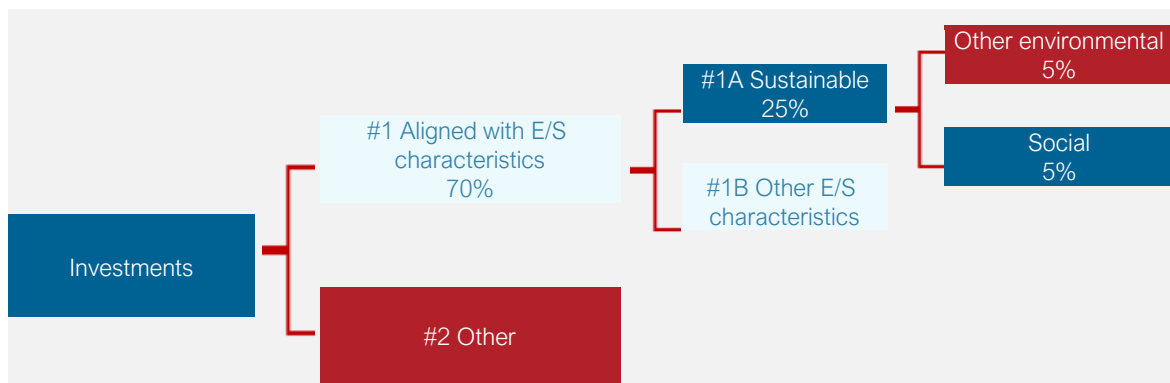 Investments
#1 Aligned with E/S
characteristics
70%
#2 Other
#1A Sustainable
25%
#1B Other E/S
characteristics
Other environmental
5%
Social
5%